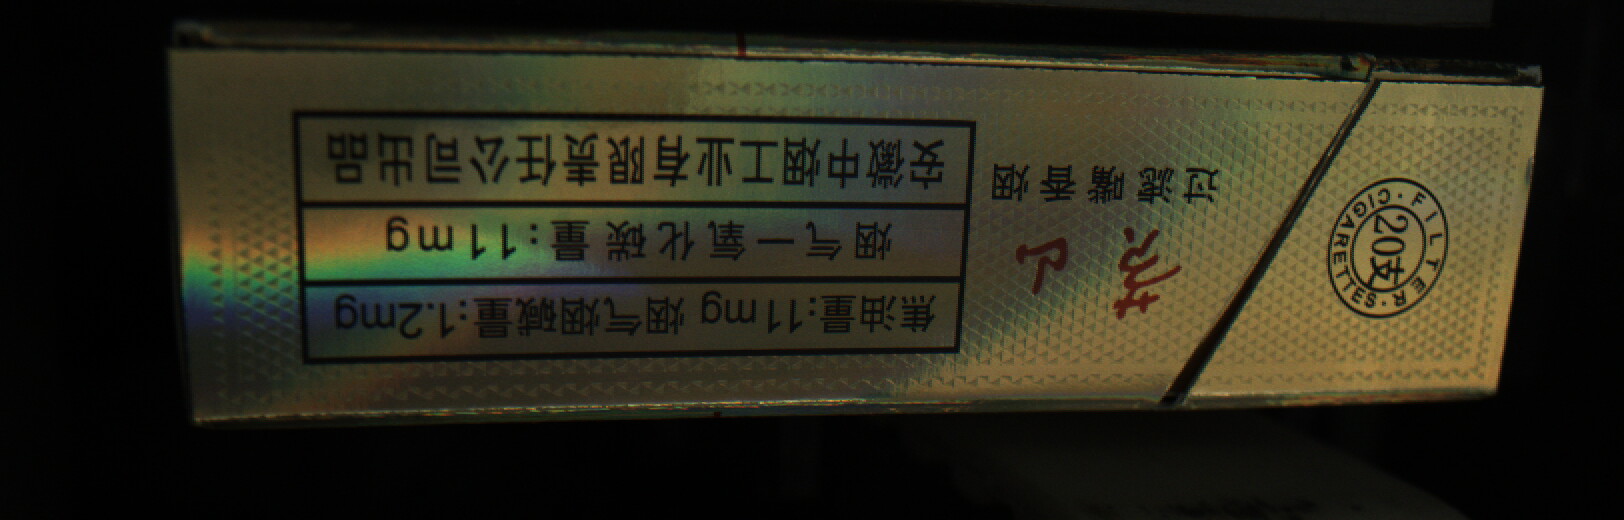 FILTER CIGARETTES
20支
黄山
过滤嘴香烟
焦油量:11mg 烟气烟碱量:1.2mg
烟气一氧化碳量:11mg
安徽中烟工业有限责任公司出品